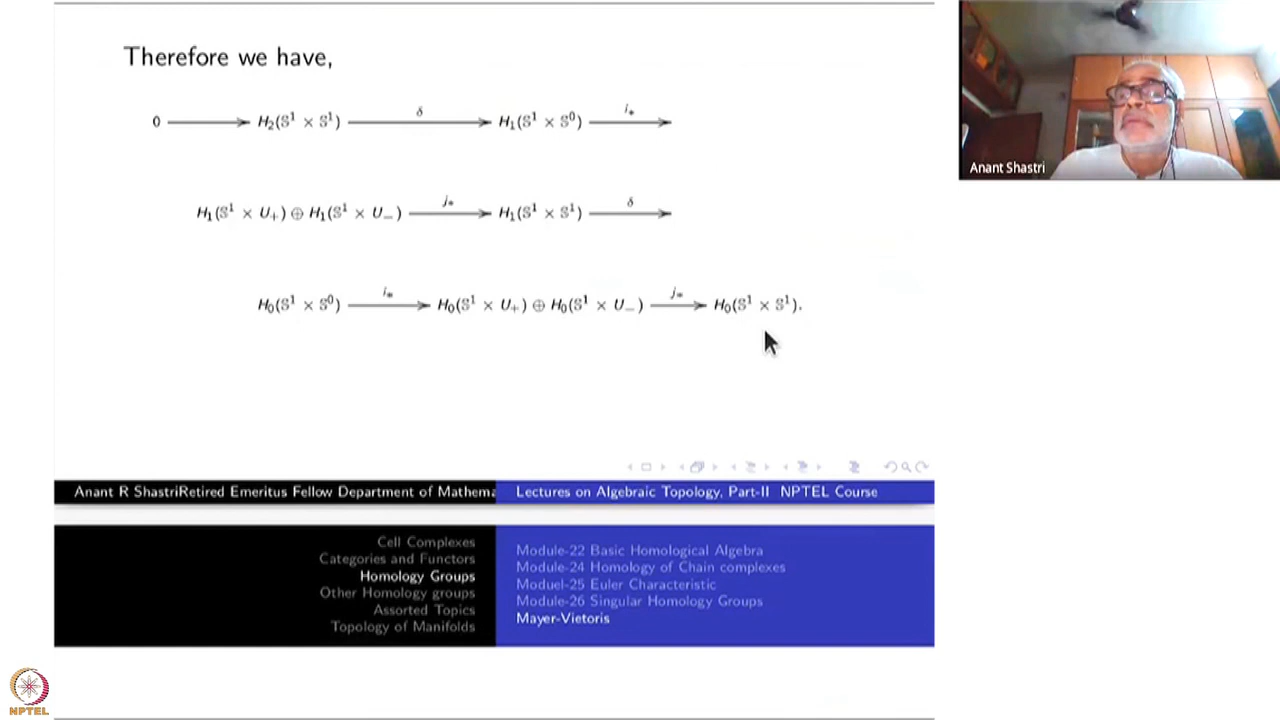 Therefore we have,
0 ⟶ H₂(𝕊¹ × 𝕊¹) ⟶ δ H₁(𝕊¹ × 𝕊⁰) ⟶ i_*
H₁(𝕊¹ × U₊) ⊕ H₁(𝕊¹ × U₋) ⟶ j_* H₁(𝕊¹ × 𝕊¹) ⟶ δ
H₀(𝕊¹ × 𝕊⁰) ⟶ i_* H₀(𝕊¹ × U₊) ⊕ H₀(𝕊¹ × U₋) ⟶ j_* H₀(𝕊¹ × 𝕊¹).
Anant Shastri
Anant R ShastriRetired Emeritus Fellow Department of Mathema
Lectures on Algebraic Topology, Part-II NPTEL Course
Cell Complexes
Categories and Functors
Homology Groups
Other Homology groups
Assorted Topics
Topology of Manifolds
Module-22 Basic Homological Algebra
Module-24 Homology of Chain complexes
Moduel-25 Euler Characteristic
Module-26 Singular Homology Groups
Mayer-Vietoris
NPTEL